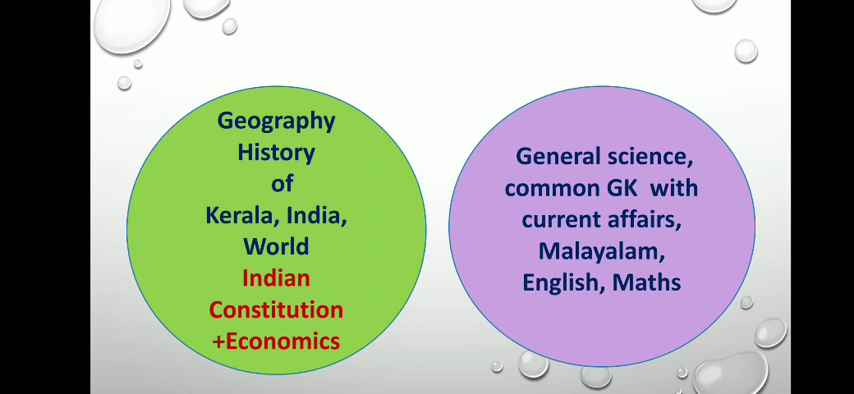 Geography
History
of
Kerala, India,
World
Indian
Constitution
+Economics
General science,
common GK with
current affairs,
Malayalam,
English, Maths